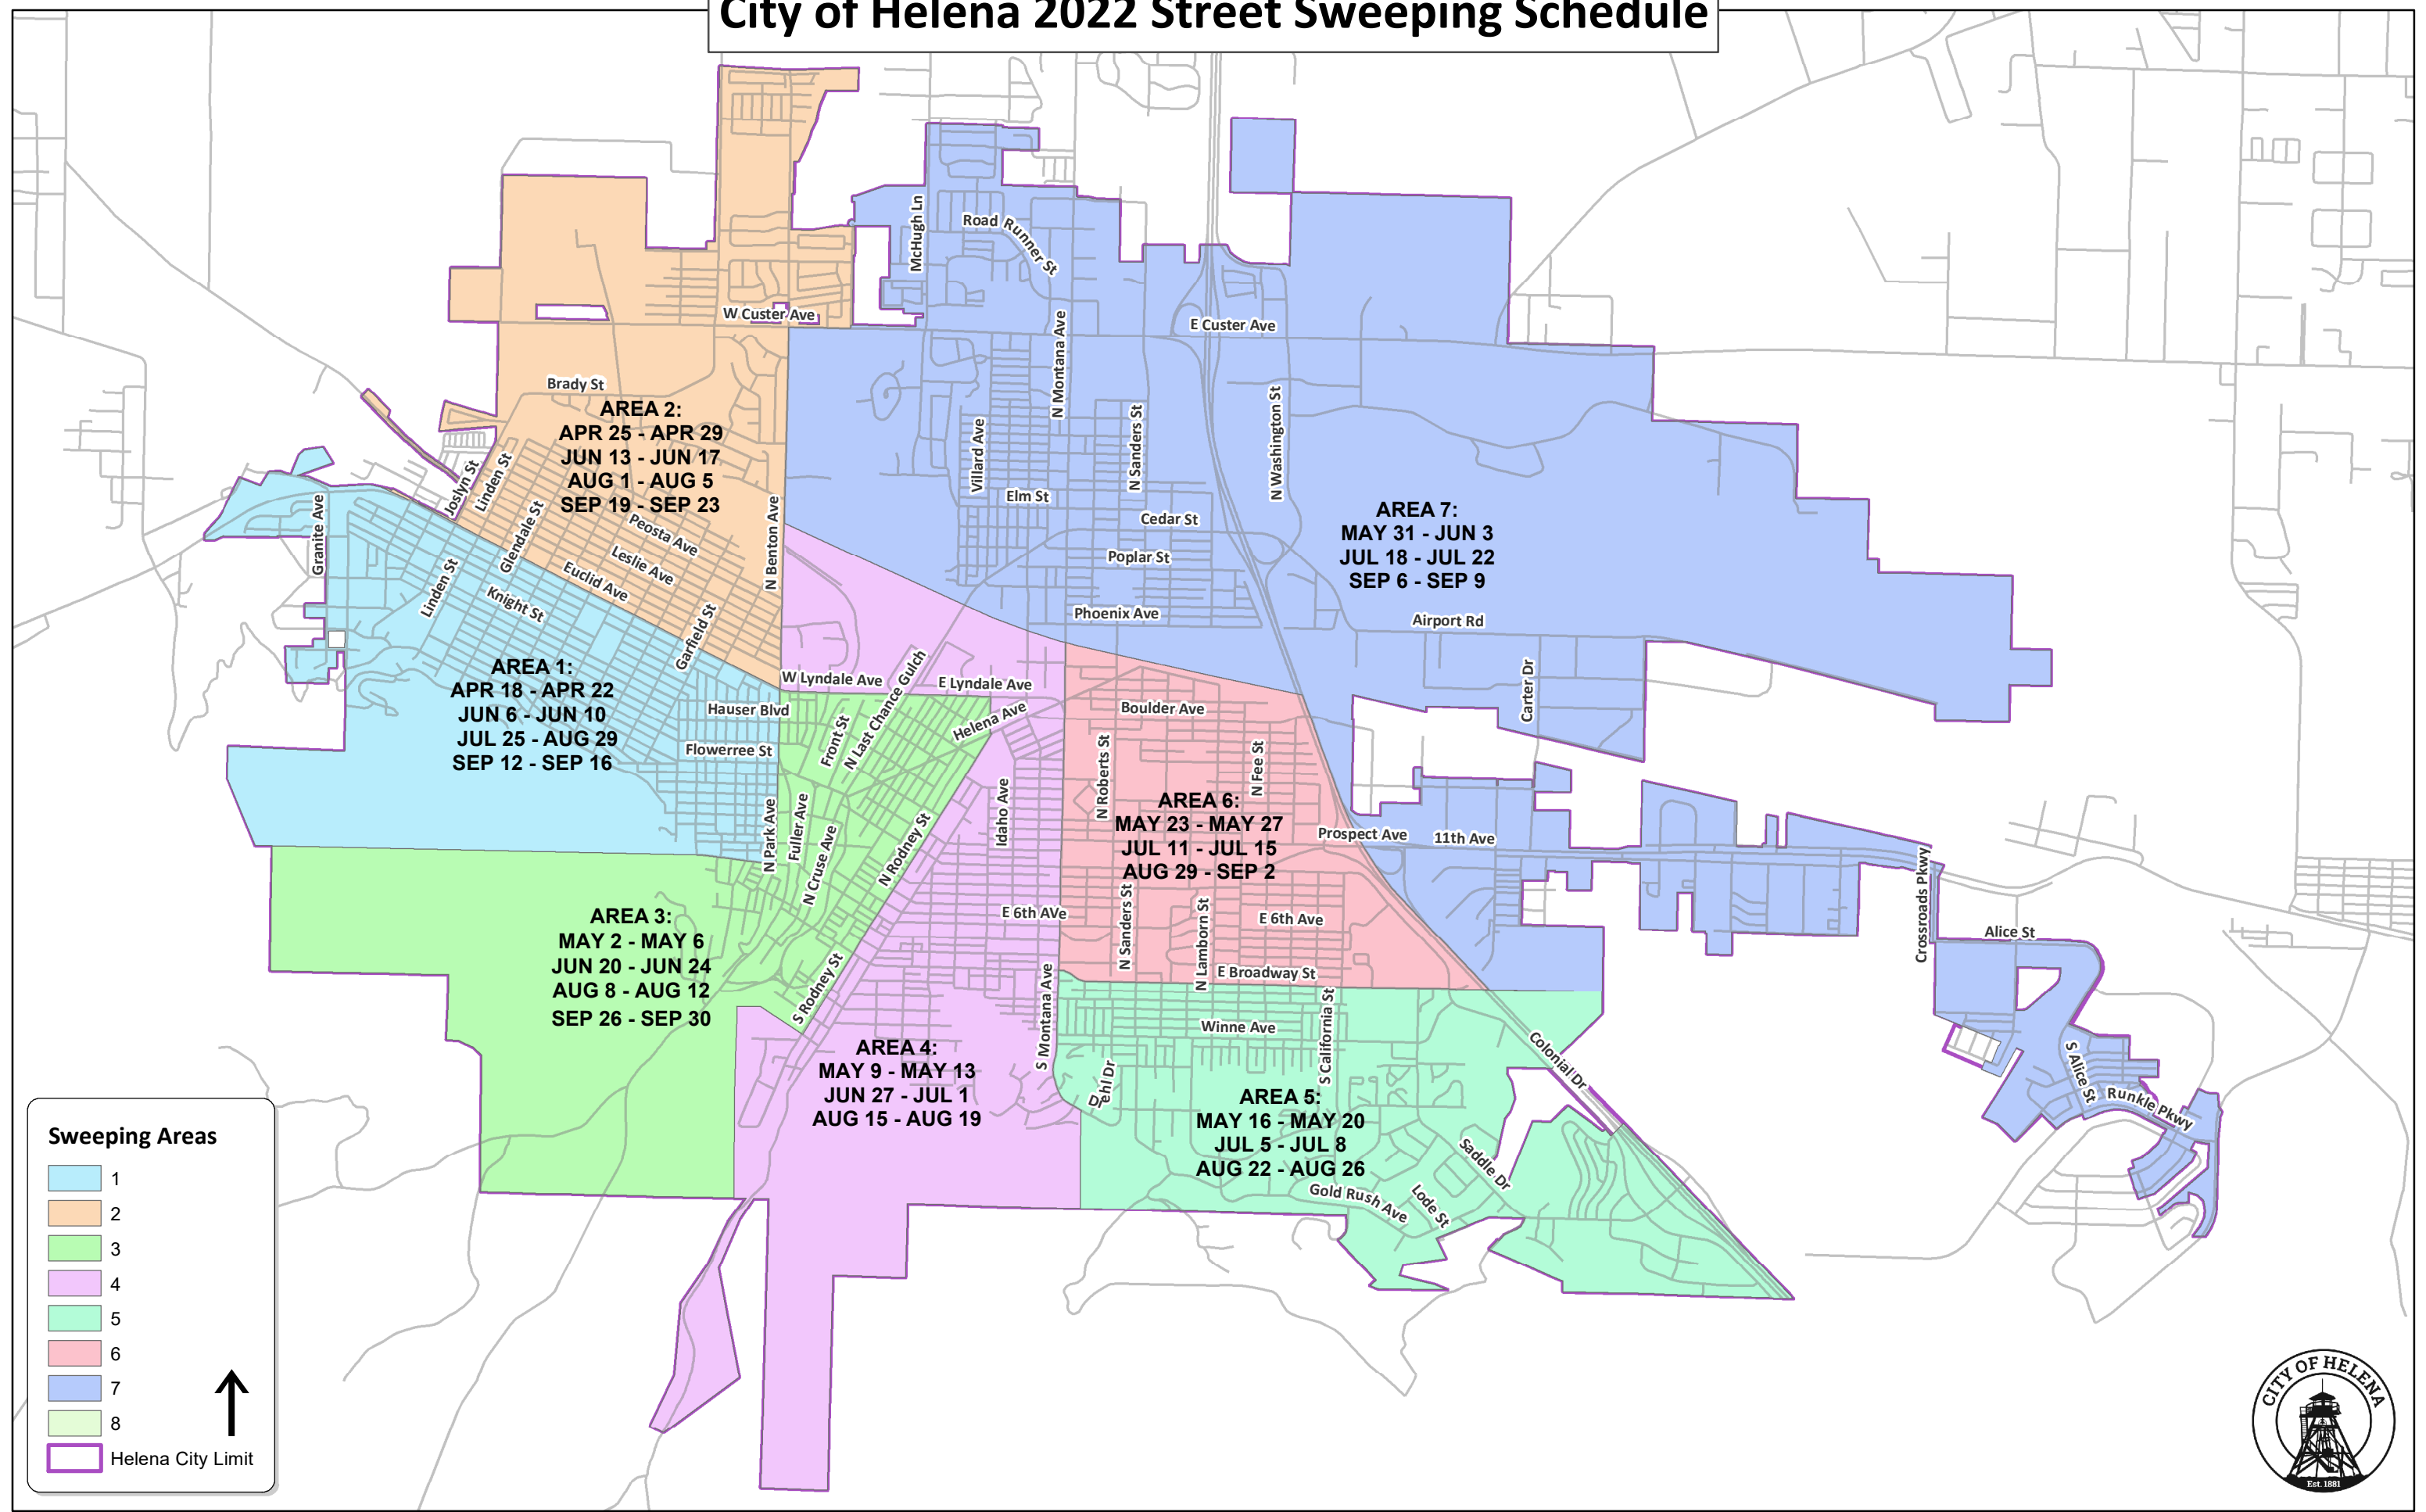 City of Helena 2022 Street Sweeping Schedule
McHugh Ln
Road Runner St
W Custer Ave
E Custer Ave
N Montana Ave
Brady St
AREA 2:
APR 25 - APR 29
JUN 13 - JUN 17
AUG 1 - AUG 5
SEP 19 - SEP 23
Villard Ave
N Sanders St
N Washington St
Joslyn St
Linden St
Glendale St
Peosta Ave
Leslie Ave
Euclid Ave
N Benton Ave
Elm St
Cedar St
Poplar St
Phoenix Ave
AREA 7:
MAY 31 - JUN 3
JUL 18 - JUL 22
SEP 6 - SEP 9
Airport Rd
Carter Dr
Granite Ave
Linden St
Knight St
Garfield St
AREA 1:
APR 18 - APR 22
JUN 6 - JUN 10
JUL 25 - AUG 29
SEP 12 - SEP 16
W Lyndale Ave
E Lyndale Ave
Hauser Blvd
Flowerree St
Front St
N Last Chance Gulch
Helena Ave
Boulder Ave
N Roberts St
N Fee St
Idaho Ave
N Park Ave
Fuller Ave
N Cruse Ave
N Rodney St
AREA 6:
MAY 23 - MAY 27
JUL 11 - JUL 15
AUG 29 - SEP 2
Prospect Ave
11th Ave
Crossroads Pkwy
AREA 3:
MAY 2 - MAY 6
JUN 20 - JUN 24
AUG 8 - AUG 12
SEP 26 - SEP 30
E 6th AVe
N Sanders St
N Lamborn St
E 6th Ave
E Broadway St
Alice St
S Rodney St
S Montana Ave
Winne Ave
S California St
Colonial Dr
S Alice St
Runkle Pkwy
AREA 4:
MAY 9 - MAY 13
JUN 27 - JUL 1
AUG 15 - AUG 19
Diehl Dr
AREA 5:
MAY 16 - MAY 20
JUL 5 - JUL 8
AUG 22 - AUG 26
Saddle Dr
Gold Rush Ave
Lode St
Sweeping Areas
1
2
3
4
5
6
7
8
Helena City Limit
CITY OF HELENA
Est. 1881